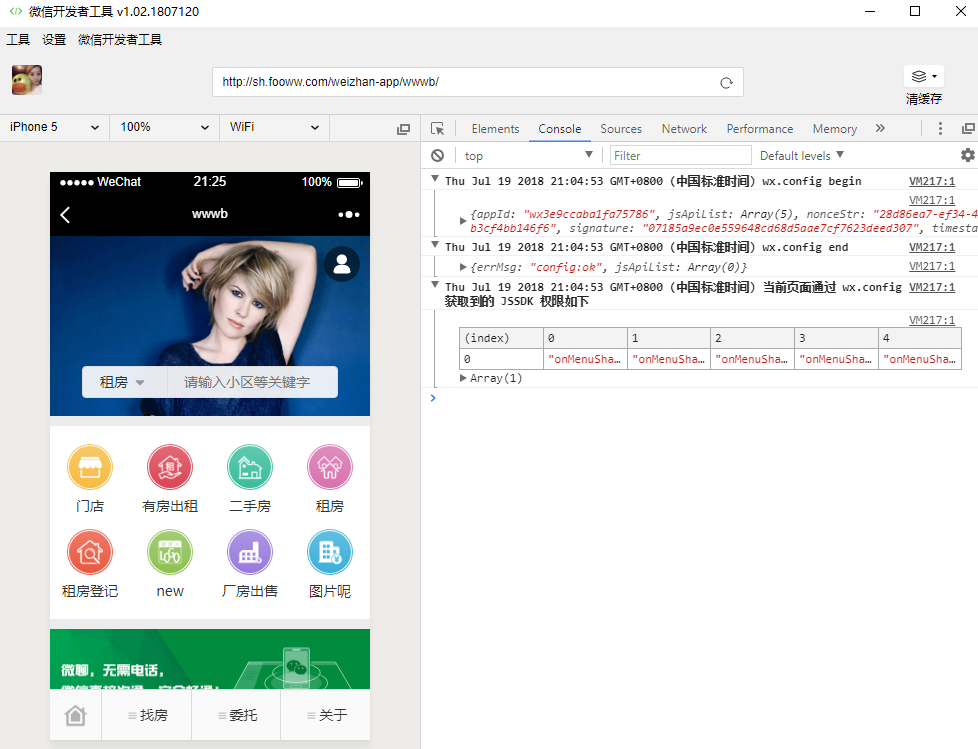 微信开发者工具 v1.02.1807120
工具 设置 微信开发者工具
http://sh.fooww.com/weizhan-app/wwwb/
清缓存
iPhone 5 100% WiFi
Elements Console Sources Network Performance Memory
top Filter Default levels
WeChat 21:25 100%
wwwb
租房 请输入小区等关键字
门店 有房出租 二手房 租房
租房登记 new 厂房出售 图片呢
微聊，无需电话，
找房 委托 关于
Thu Jul 19 2018 21:04:53 GMT+0800 (中国标准时间) wx.config begin VM217:1
VM217:1
{appId: "wx3e9ccaba1fa75786", jsApiList: Array(5), nonceStr: "28d86ea7-ef34-4
b3cf4bb146f6", signature: "07185a9ec0e559648cd68d5aae7cf7623deed307", timesta
Thu Jul 19 2018 21:04:53 GMT+0800 (中国标准时间) wx.config end VM217:1
{errMsg: "config:ok", jsApiList: Array(0)} VM217:1
Thu Jul 19 2018 21:04:53 GMT+0800 (中国标准时间) 当前页面通过 wx.config VM217:1
获取到的 JSSDK 权限如下
VM217:1
(index) 0 1 2 3 4
0 "onMenuSha… "onMenuSha… "onMenuSha… "onMenuSha… "onMenuSha…
Array(1)